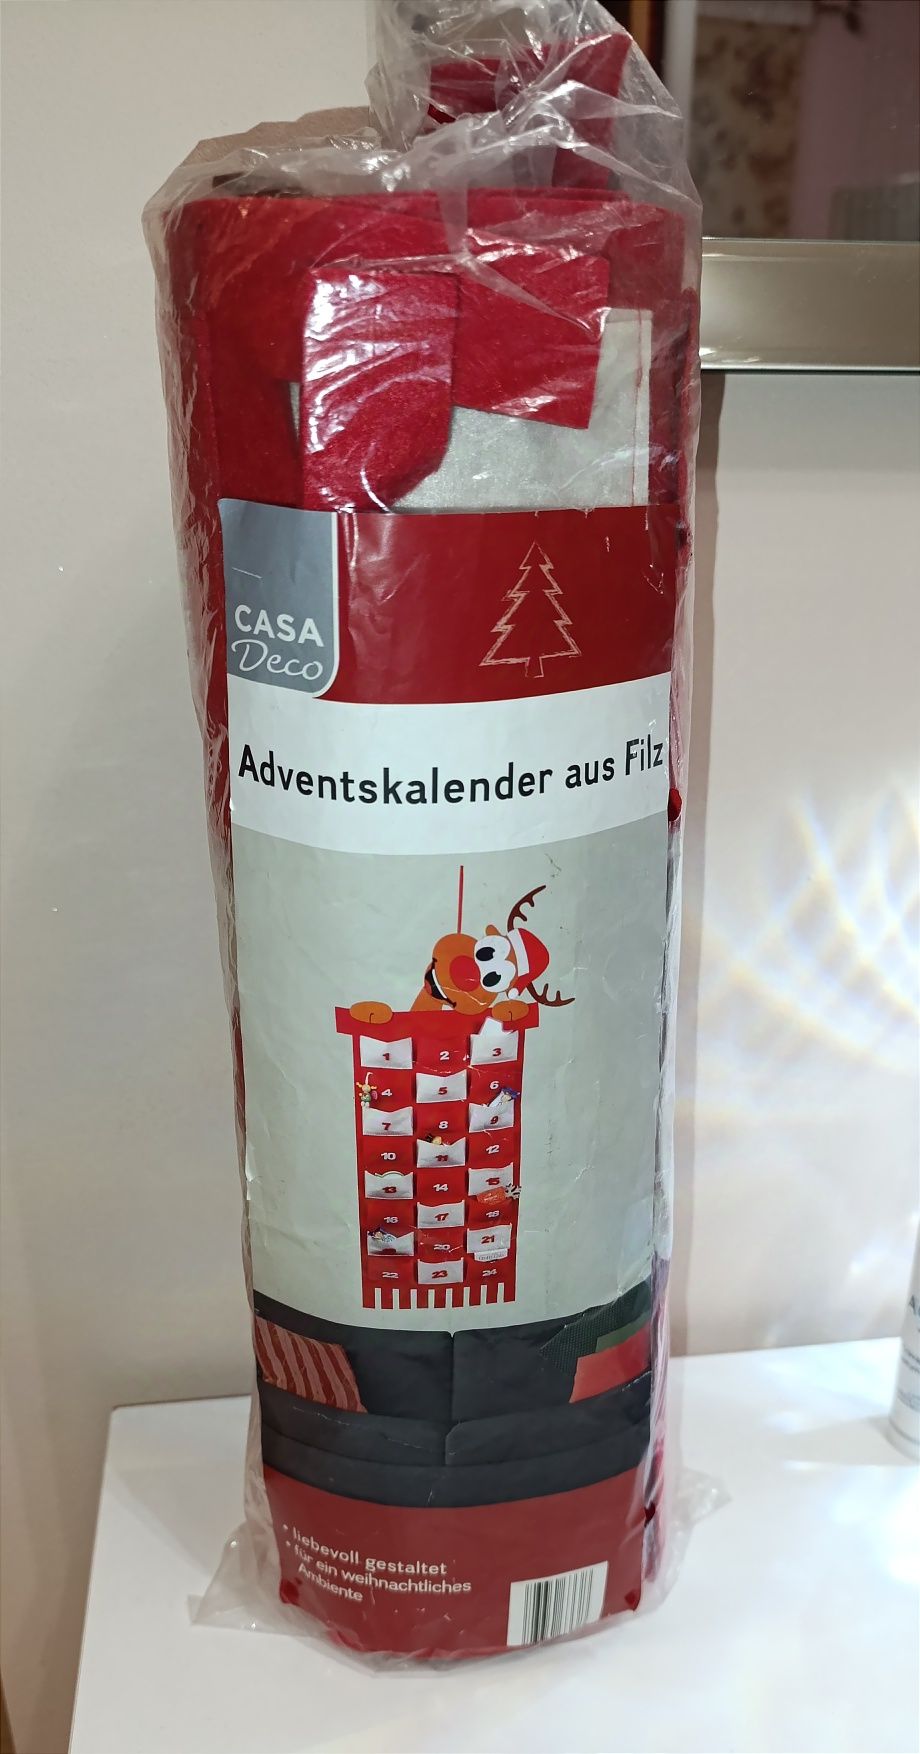 CASA
Deco
Adventskalender aus Filz
1 2 3
4 5 6
7 8 9
10 11 12
13 14 15
16 17 18
20 21
22 23 24
• liebevoll gestaltet
• für ein weihnachtliches
Ambiente